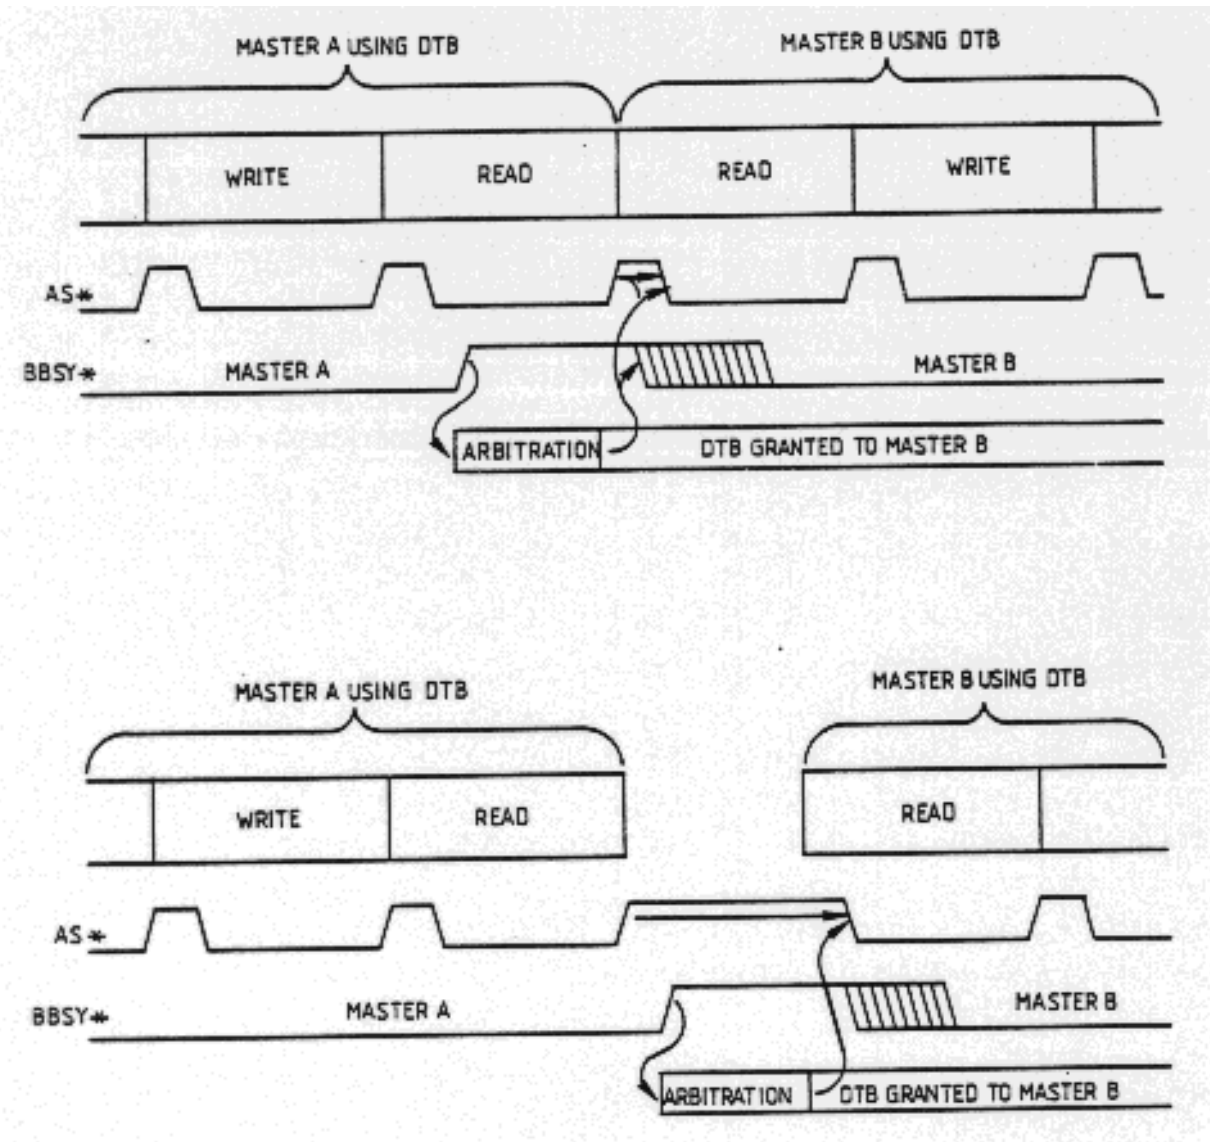 MASTER A USING DTB
MASTER B USING DTB
WRITE
READ
READ
WRITE
AS*
BBSY*
MASTER A
MASTER B
ARBITRATION
DTB GRANTED TO MASTER B
MASTER A USING DTB
MASTER B USING DTB
WRITE
READ
READ
AS*
BBSY*
MASTER A
MASTER B
ARBITRATION
DTB GRANTED TO MASTER B